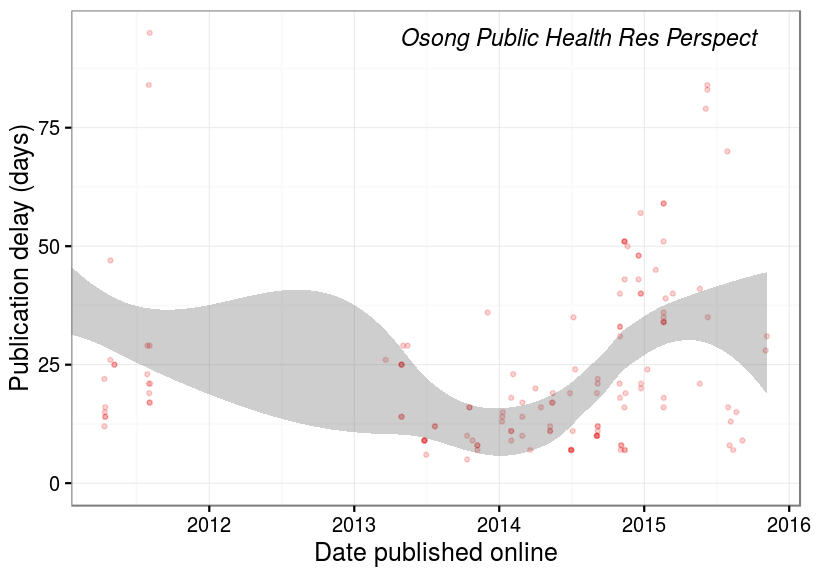 Osong Public Health Res Perspect
Publication delay (days)
75
50
25
0
2012 2013 2014 2015 2016
Date published online